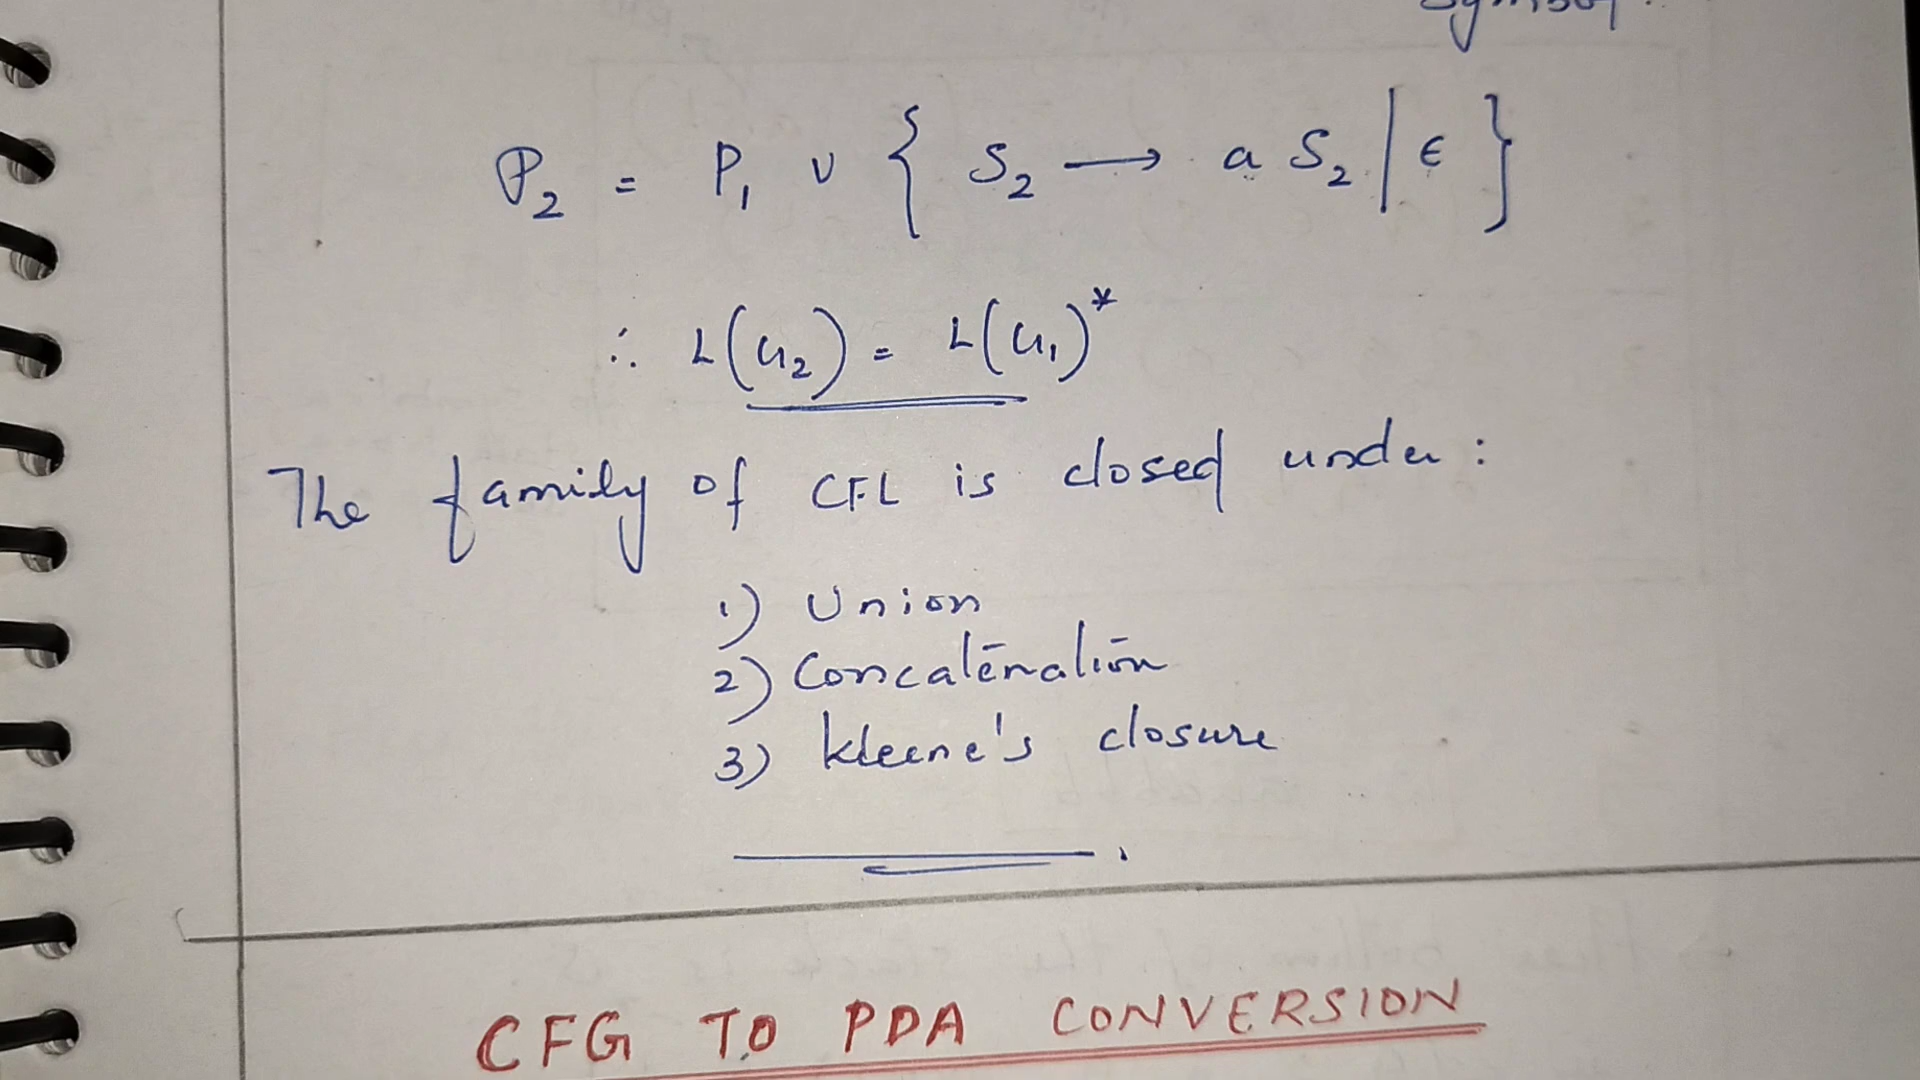 symbol.
P₂ = P₁ ∪ { S₂ → a S₂ | ϵ }
∴ L(G₂) = L(G₁)*
The family of CFL is closed under:
1) Union
2) Concatenation
3) Kleene's closure
CFG TO PDA CONVERSION